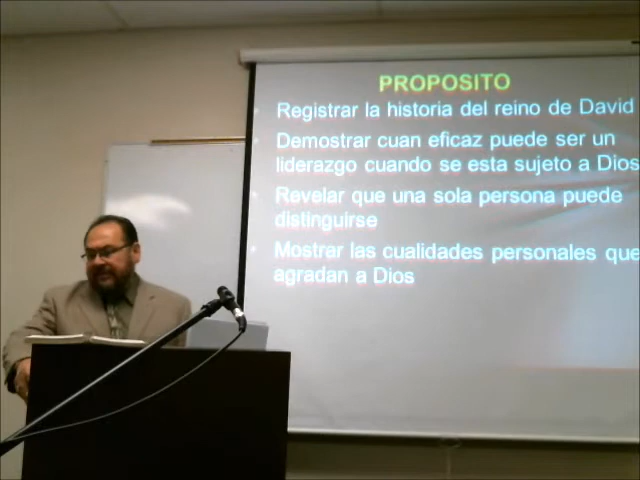 PROPOSITO
Registrar la historia del reino de David
Demostrar cuan eficaz puede ser un
liderazgo cuando se esta sujeto a Dios
Revelar que una sola persona puede
distinguirse
Mostrar las cualidades personales que
agradan a Dios